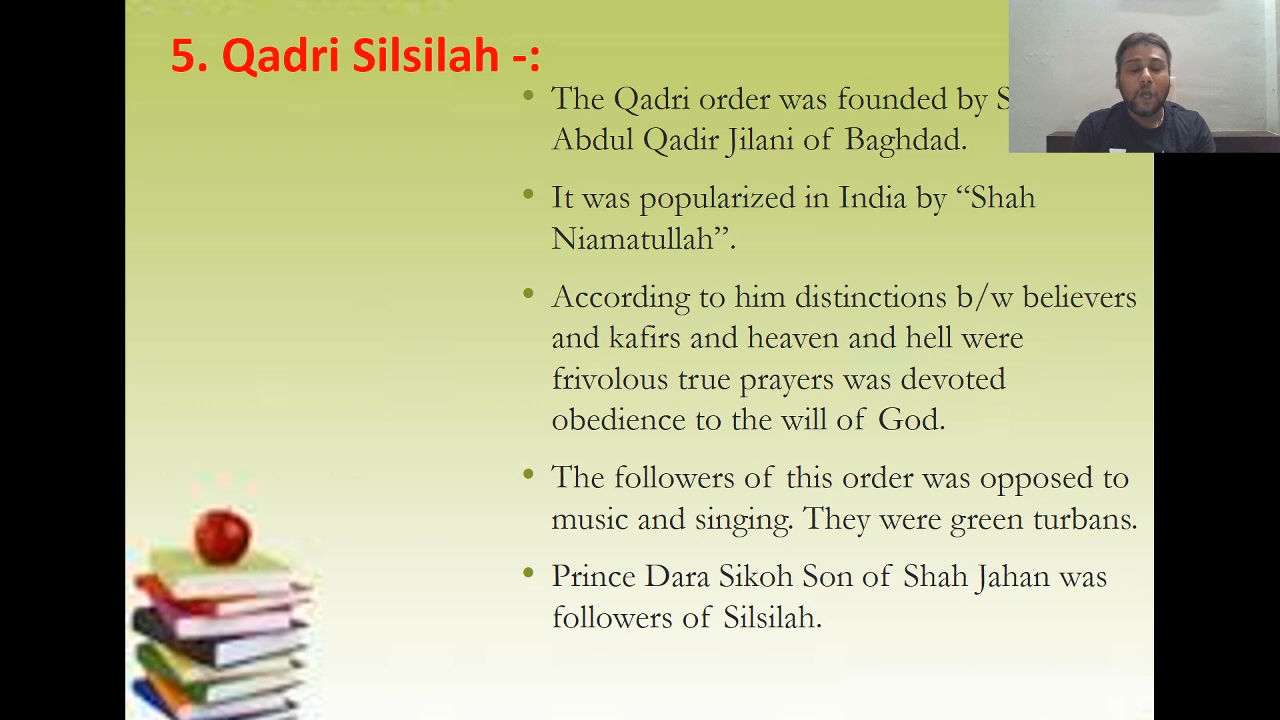 5. Qadri Silsilah -:
• The Qadri order was founded by
Abdul Qadir Jilani of Baghdad.
• It was popularized in India by “Shah
Niamatullah”.
• According to him distinctions b/w believers
and kafirs and heaven and hell were
frivolous true prayers was devoted
obedience to the will of God.
• The followers of this order was opposed to
music and singing. They were green turbans.
• Prince Dara Sikoh Son of Shah Jahan was
followers of Silsilah.